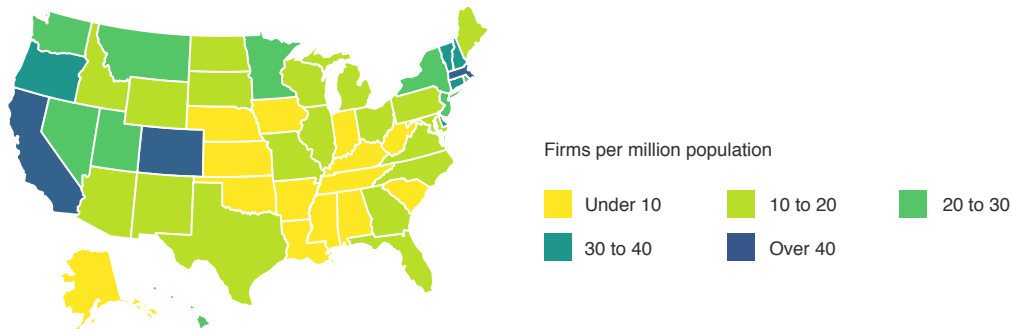 Firms per million population
Under 10
10 to 20
20 to 30
30 to 40
Over 40